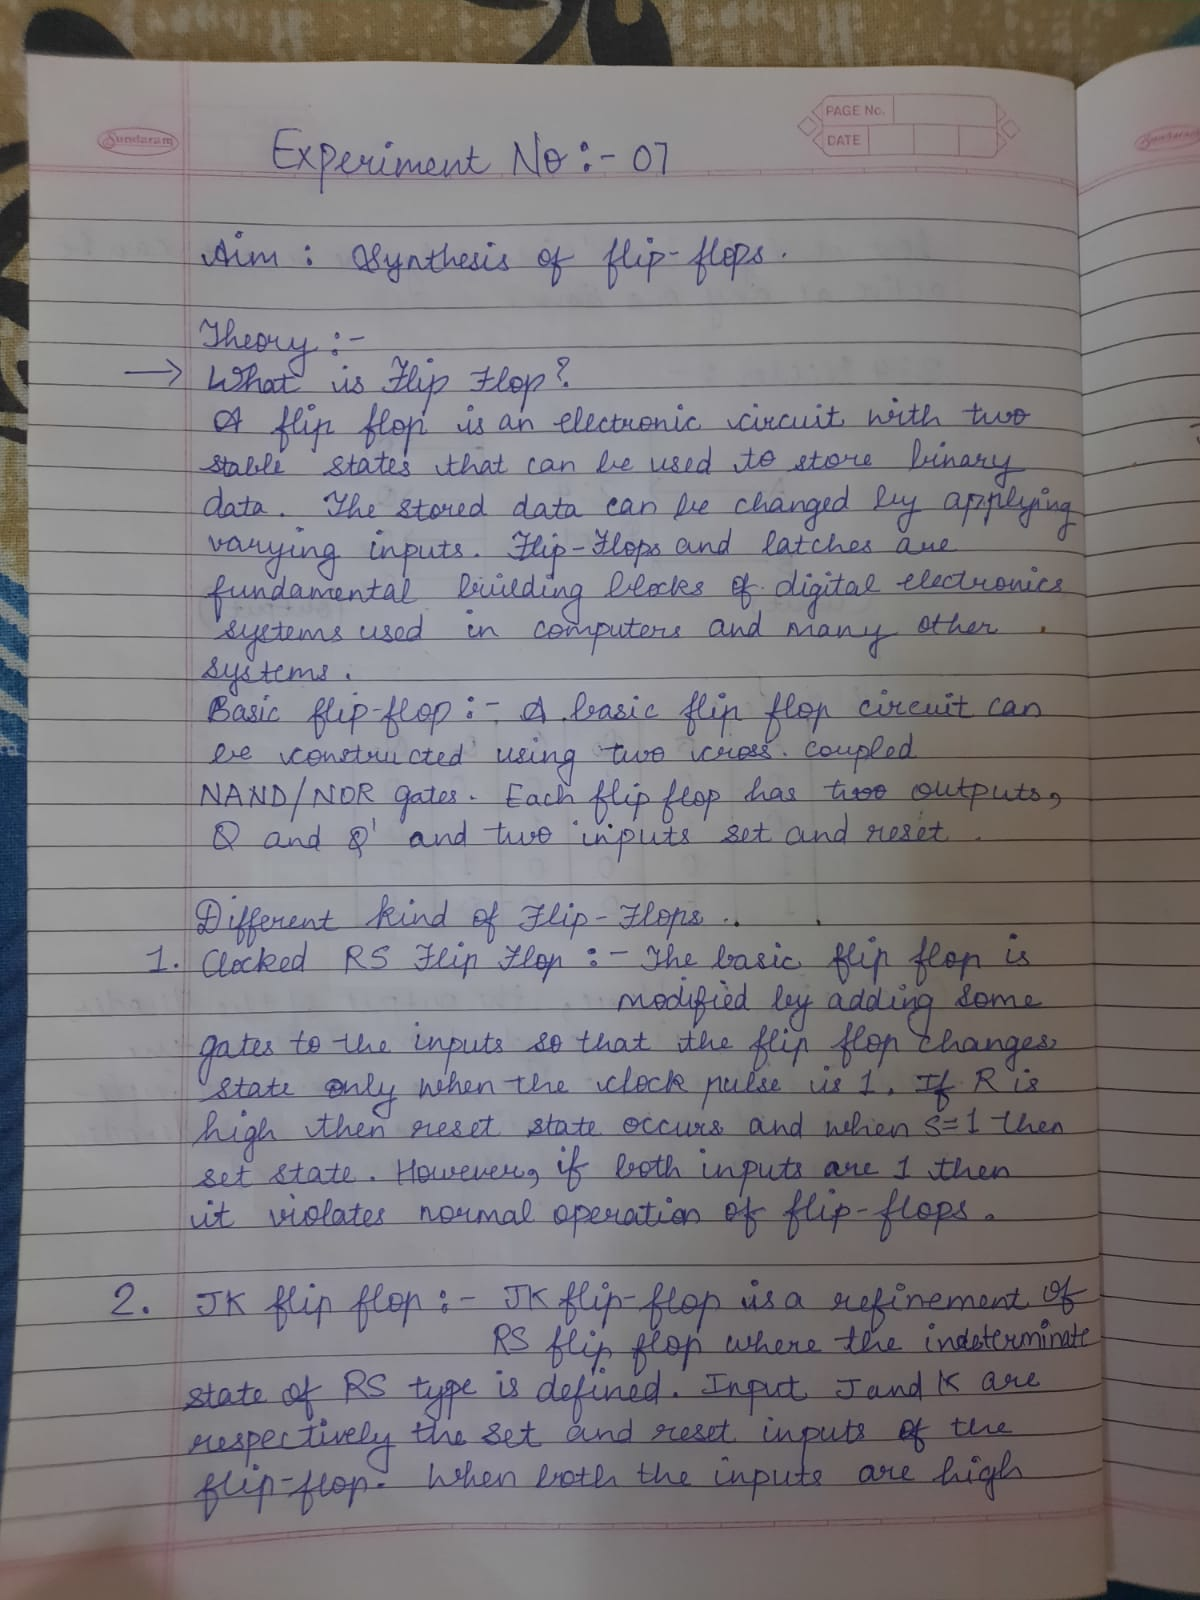 Sundaram
PAGE No.
DATE
Experiment No :- 07
Aim : Synthesis of flip-flops.
Theory :-
→ What is Flip Flop?
A flip flop is an electronic circuit with two
stable states that can be used to store binary
data. The stored data can be changed by applying
varying inputs. Flip-Flops and latches are
fundamental building blocks of digital electronics
systems used in computers and many other
systems.
Basic flip-flop :- A basic flip flop circuit can
be constructed using two cross. coupled
NAND/NOR gates. Each flip flop has two outputs,
Q and Q' and two inputs set and reset.
Different kind of Flip-Flops..
1. Clocked RS Flip Flop :- The basic flip flop is
modified by adding some
gates to the inputs so that the flip flop changes
state only when the clock pulse is 1. If R is
high then reset state occurs and when S=1 then
set state. However, if both inputs are 1 then
it violates normal operation of flip-flops.
2. JK flip flop :- JK flip-flop is a refinement of
RS flip flop where the indeterminate
state of RS type is defined. Input J and K are
respectively the set and reset inputs of the
flip-flop. When both the inputs are high